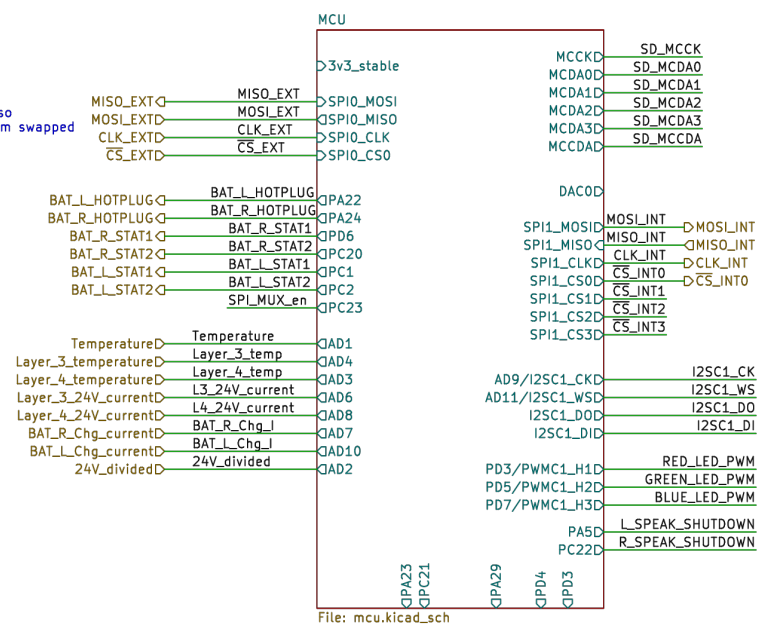 MCU
3v3_stable
MISO_EXT MISO_EXT SPI0_MOSI
so
MOSI_EXT MOSI_EXT SPI0_MISO
m swapped
CLK_EXT CLK_EXT SPI0_CLK
CS_EXT CS_EXT SPI0_CS0
BAT_L_HOTPLUG BAT_L_HOTPLUG PA22
BAT_R_HOTPLUG BAT_R_HOTPLUG PA24
BAT_R_STAT1 BAT_R_STAT1 PD6
BAT_R_STAT2 BAT_R_STAT2 PC20
BAT_L_STAT1 BAT_L_STAT1 PC1
BAT_L_STAT2 BAT_L_STAT2 PC2
SPI_MUX_en PC23
Temperature Temperature AD1
Layer_3_temp Layer_3_temp AD4
Layer_4_temp Layer_4_temp AD3
Layer_3_24V_current L3_24V_current AD6
Layer_4_24V_current L4_24V_current AD8
BAT_R_Chg_current BAT_R_Chg_I AD7
BAT_L_Chg_current BAT_L_Chg_I AD10
24V_divided 24V_divided AD2
MCCK SD_MCCK
MCDA0 SD_MCDA0
MCDA1 SD_MCDA1
MCDA2 SD_MCDA2
MCDA3 SD_MCDA3
MCCDA SD_MCCDA
DAC0
SPI1_MOSI MOSI_INT MOSI_INT
SPI1_MISO MISO_INT MISO_INT
SPI1_CLK CLK_INT CLK_INT
SPI1_CS0 CS_INT0 CS_INT0
SPI1_CS1 CS_INT1
SPI1_CS2 CS_INT2
SPI1_CS3 CS_INT3
AD9/I2SC1_CK I2SC1_CK
AD11/I2SC1_WS I2SC1_WS
I2SC1_DO I2SC1_DO
I2SC1_DI I2SC1_DI
PD3/PWMC1_H1 RED_LED_PWM
PD5/PWMC1_H2 GREEN_LED_PWM
PD7/PWMC1_H3 BLUE_LED_PWM
PA5 L_SPEAK_SHUTDOWN
PC22 R_SPEAK_SHUTDOWN
PA23 PC21 PA29 PD4 PD3
File: mcu.kicad_sch